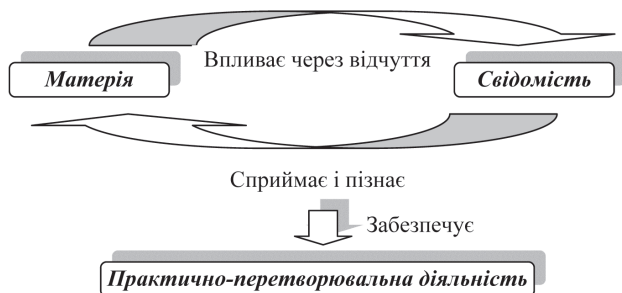 Впливає через відчуття
Матерія
Свідомість
Сприймає і пізнає
Забезпечує
Практично-перетворювальна діяльність